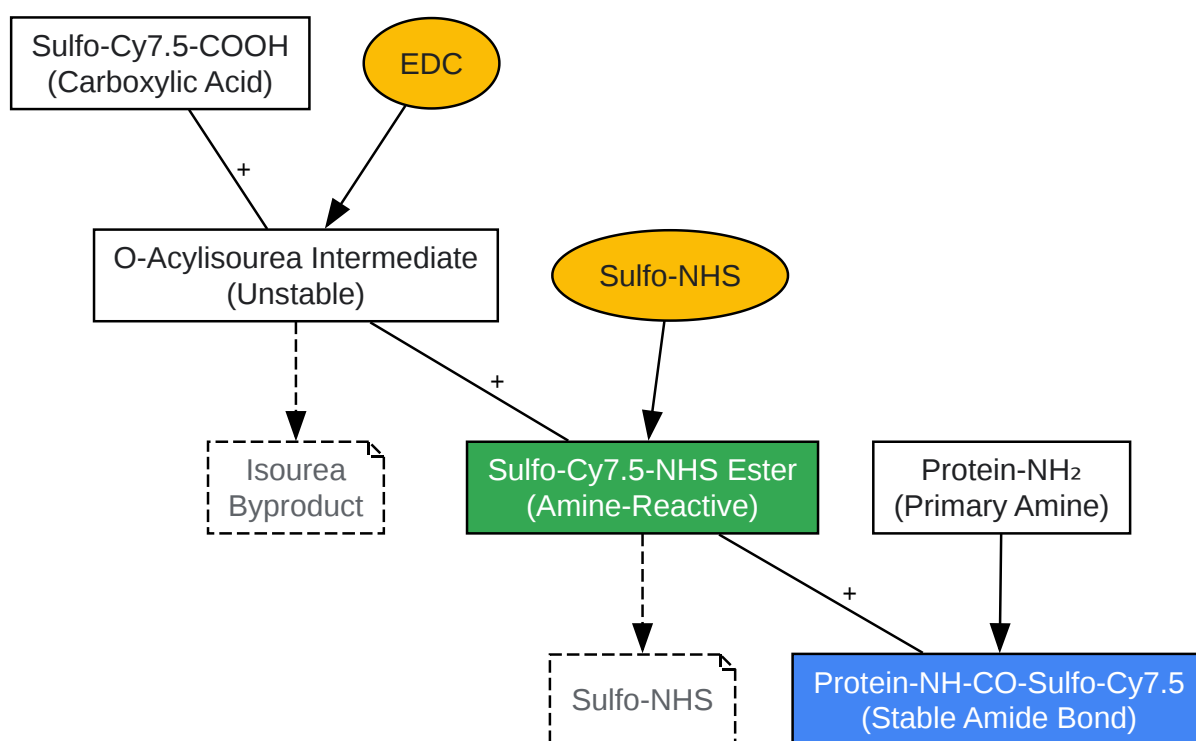 Sulfo-Cy7.5-COOH
(Carboxylic Acid)
EDC
+
O-Acylisourea Intermediate
(Unstable)
Sulfo-NHS
+
Isourea
Byproduct
Sulfo-Cy7.5-NHS Ester
(Amine-Reactive)
Protein-NH₂
(Primary Amine)
+
Sulfo-NHS
Protein-NH-CO-Sulfo-Cy7.5
(Stable Amide Bond)